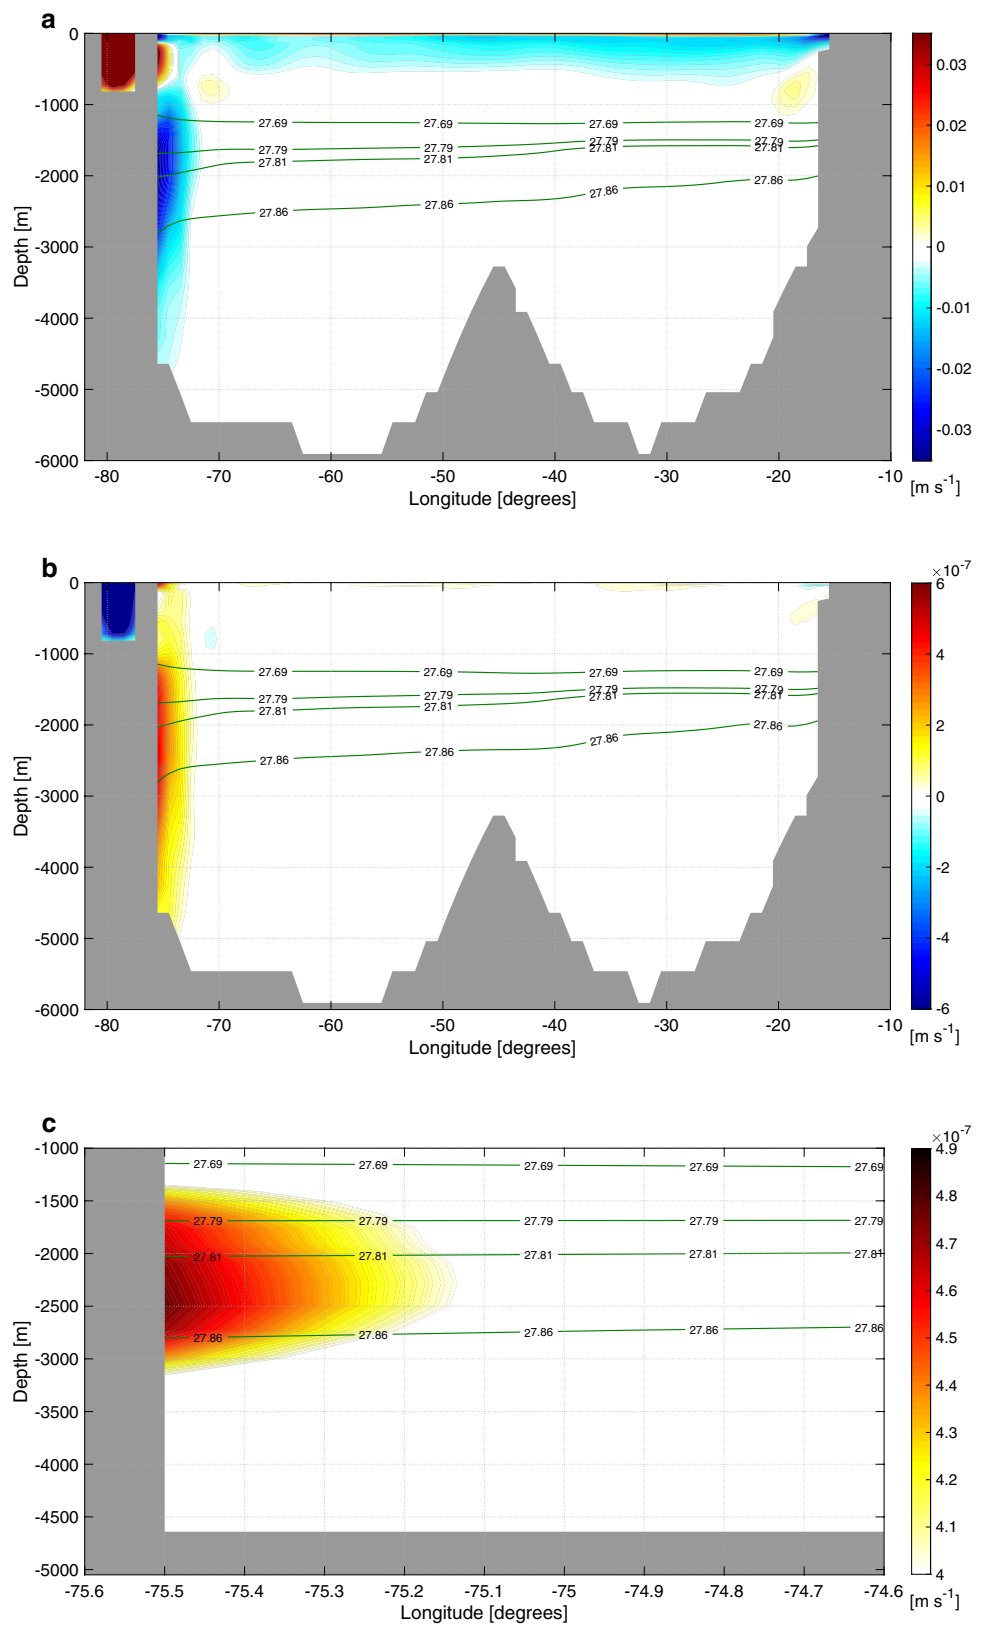 a
0
-1000
-2000
-3000
-4000
-5000
-6000
Depth [m]
27.69 27.69 27.69 27.69
27.79 27.79 27.79 27.79
27.81 27.81 27.81 27.81
27.86 27.86 27.86 27.86
-80 -70 -60 -50 -40 -30 -20 -10
Longitude [degrees]
0.03
0.02
0.01
0
-0.01
-0.02
-0.03
[m s⁻¹]
b
0
-1000
-2000
-3000
-4000
-5000
-6000
Depth [m]
27.69 27.69 27.69 27.69
27.79 27.79 27.79 27.79
27.81 27.81 27.81 27.81
27.86 27.86 27.86 27.86
-80 -70 -60 -50 -40 -30 -20 -10
Longitude [degrees]
×10⁻⁷
6
4
2
0
-2
-4
-6
[m s⁻¹]
c
-1000
-1500
-2000
-2500
-3000
-3500
-4000
-4500
-5000
Depth [m]
27.69 27.69 27.69 27.69 27.69
27.79 27.79 27.79 27.79 27.79
27.81 27.81 27.81 27.81 27.81
27.86 27.86 27.86 27.86 27.86
-75.6 -75.5 -75.4 -75.3 -75.2 -75.1 -75 -74.9 -74.8 -74.7 -74.6
Longitude [degrees]
×10⁻⁷
4.9
4.8
4.7
4.6
4.5
4.4
4.3
4.2
4.1
4
[m s⁻¹]